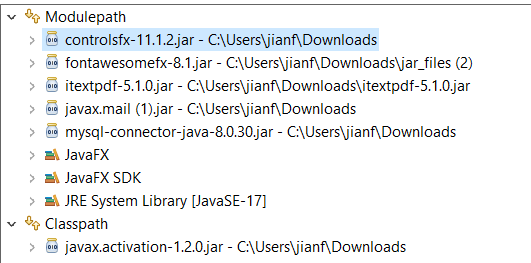 Modulepath
controlsfx-11.1.2.jar - C:\Users\jianf\Downloads
fontawesomefx-8.1.jar - C:\Users\jianf\Downloads\jar_files (2)
itextpdf-5.1.0.jar - C:\Users\jianf\Downloads\itextpdf-5.1.0.jar
javax.mail (1).jar - C:\Users\jianf\Downloads
mysql-connector-java-8.0.30.jar - C:\Users\jianf\Downloads
JavaFX
JavaFX SDK
JRE System Library [JavaSE-17]
Classpath
javax.activation-1.2.0.jar - C:\Users\jianf\Downloads